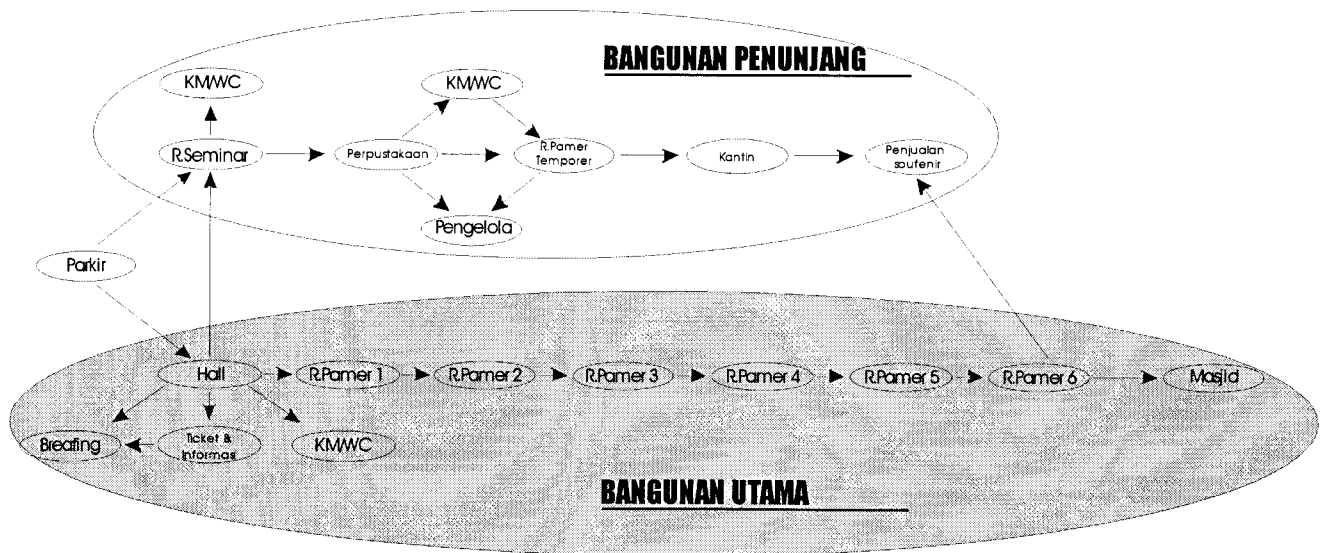 BANGUNAN PENUNJANG
KM/WC
KM/WC
R.Seminar
Perpustakaan
R.Pamer
Temporer
Kantin
Penjualan
soufenir
Pengelola
Parkir
Hall
R.Pamer 1
R.Pamer 2
R.Pamer 3
R.Pamer 4
R.Pamer 5
R.Pamer 6
Masjid
Breafing
Ticket &
Informas
KM/WC
BANGUNAN UTAMA